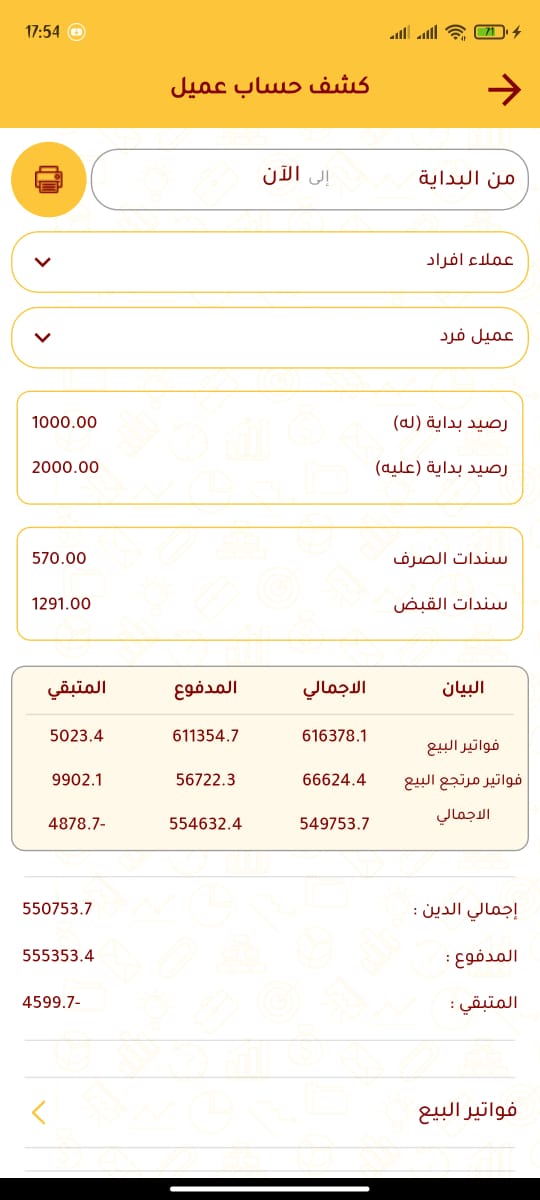 17:54
71
كشف حساب عميل
من البداية إلى الآن
عملاء افراد
عميل فرد
رصيد بداية (له) 1000.00
رصيد بداية (عليه) 2000.00
سندات الصرف 570.00
سندات القبض 1291.00
البيان الاجمالي المدفوع المتبقي
فواتير البيع 616378.1 611354.7 5023.4
فواتير مرتجع البيع 66624.4 56722.3 9902.1
الاجمالي 549753.7 554632.4 4878.7-
إجمالي الدين : 550753.7
المدفوع : 555353.4
المتبقي : 4599.7-
فواتير البيع